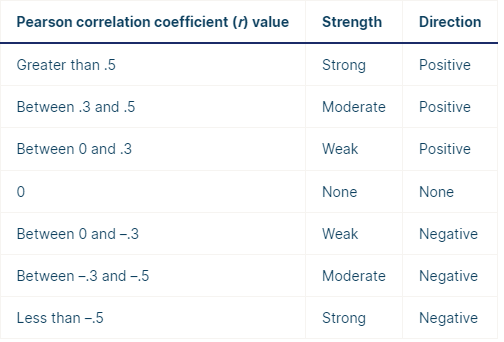 Pearson correlation coefficient (r) value Strength Direction
Greater than .5 Strong Positive
Between .3 and .5 Moderate Positive
Between 0 and .3 Weak Positive
0 None None
Between 0 and –.3 Weak Negative
Between –.3 and –.5 Moderate Negative
Less than –.5 Strong Negative